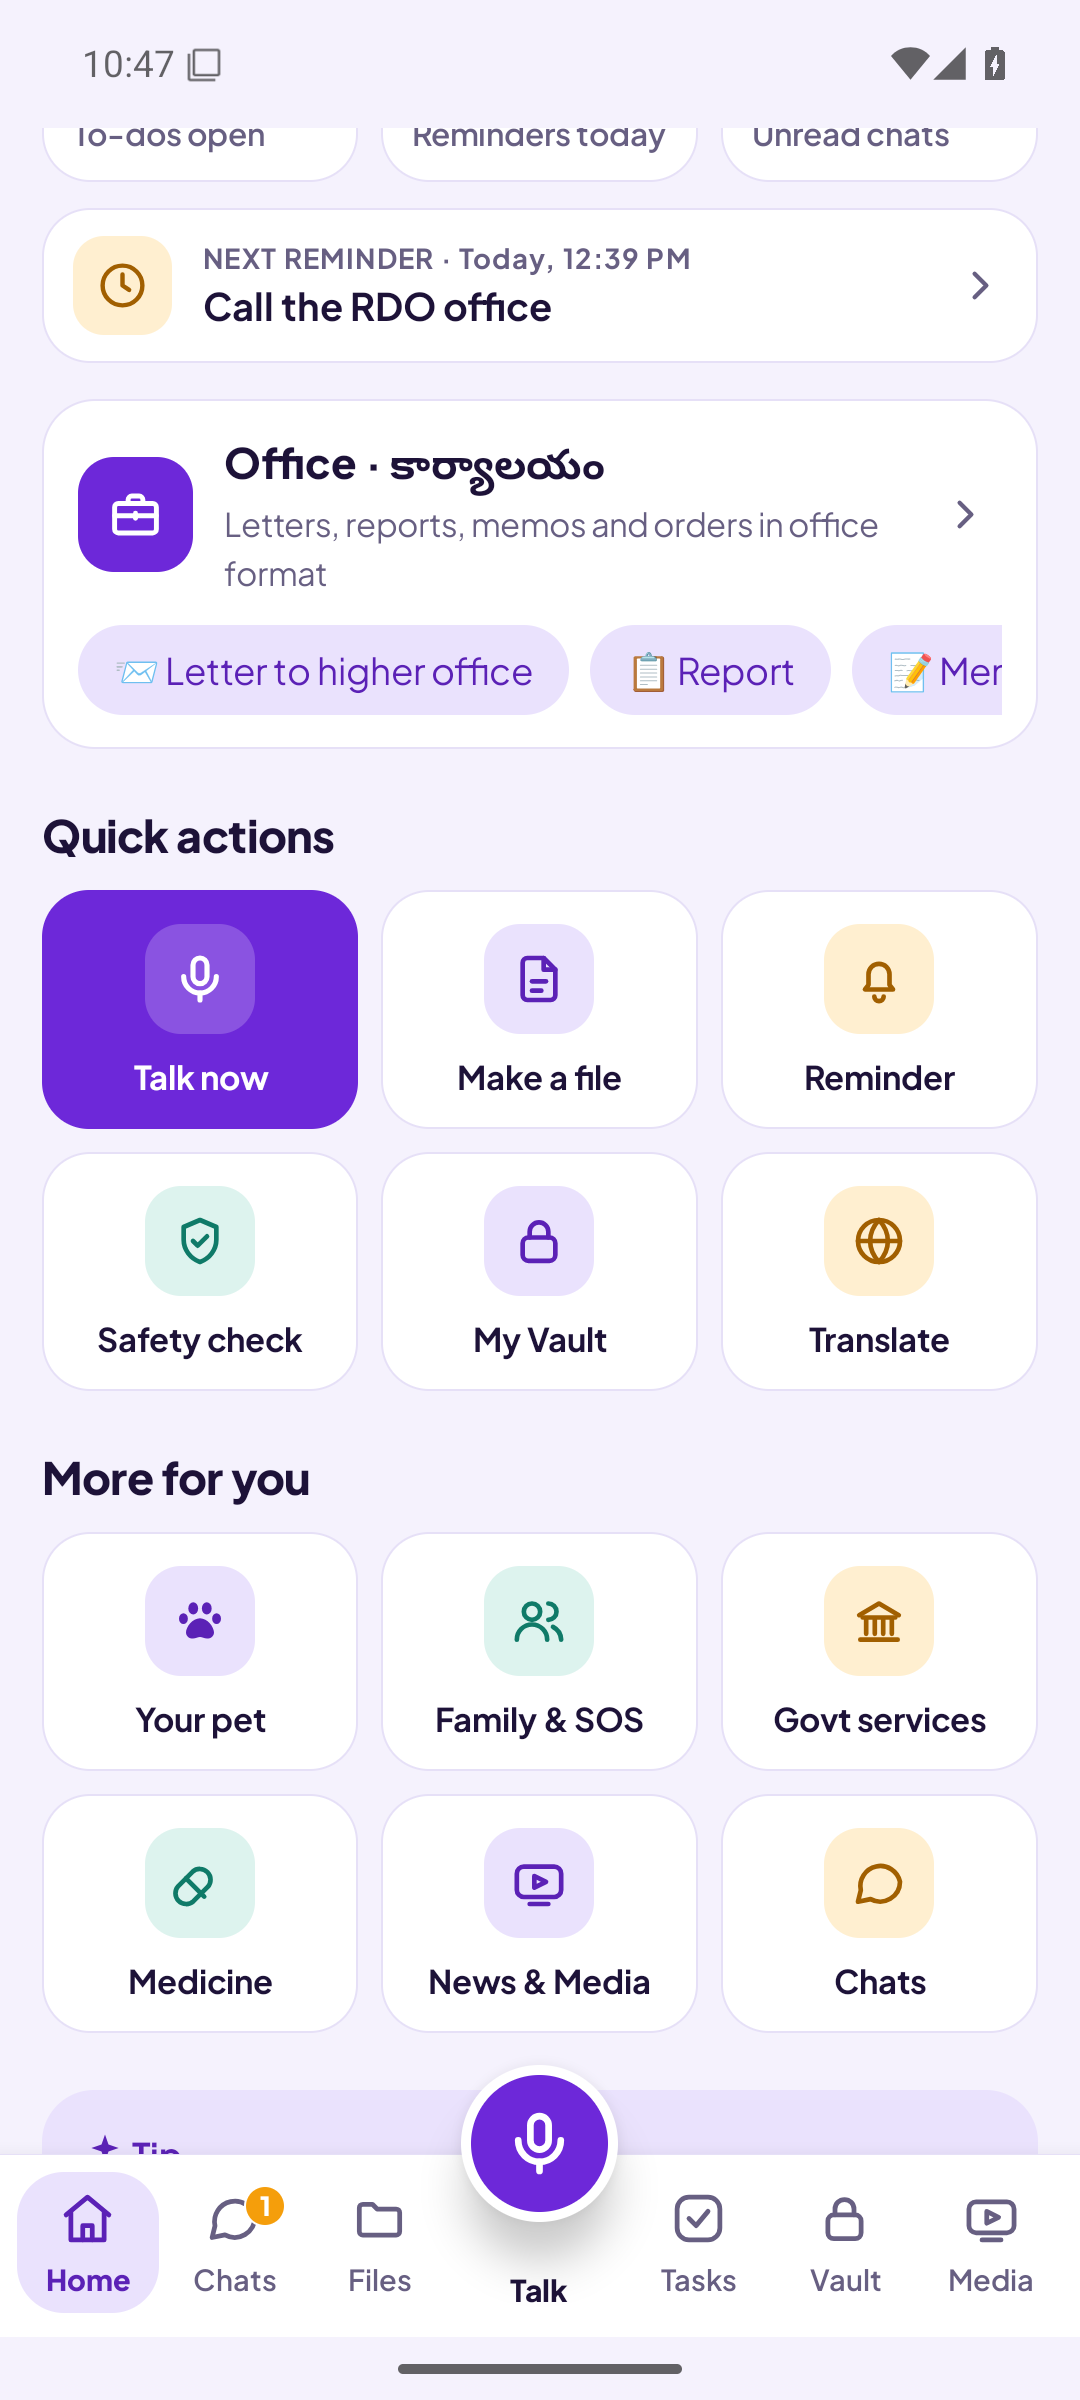 10:47
To-dos open
Reminders today
Unread chats
NEXT REMINDER · Today, 12:39 PM
Call the RDO office
Office · కార్యాలయం
Letters, reports, memos and orders in office
format
Letter to higher office
Report
Quick actions
Talk now
Make a file
Reminder
Safety check
My Vault
Translate
More for you
Your pet
Family & SOS
Govt services
Medicine
News & Media
Chats
Tip
Home
1
Chats
Files
Talk
Tasks
Vault
Media